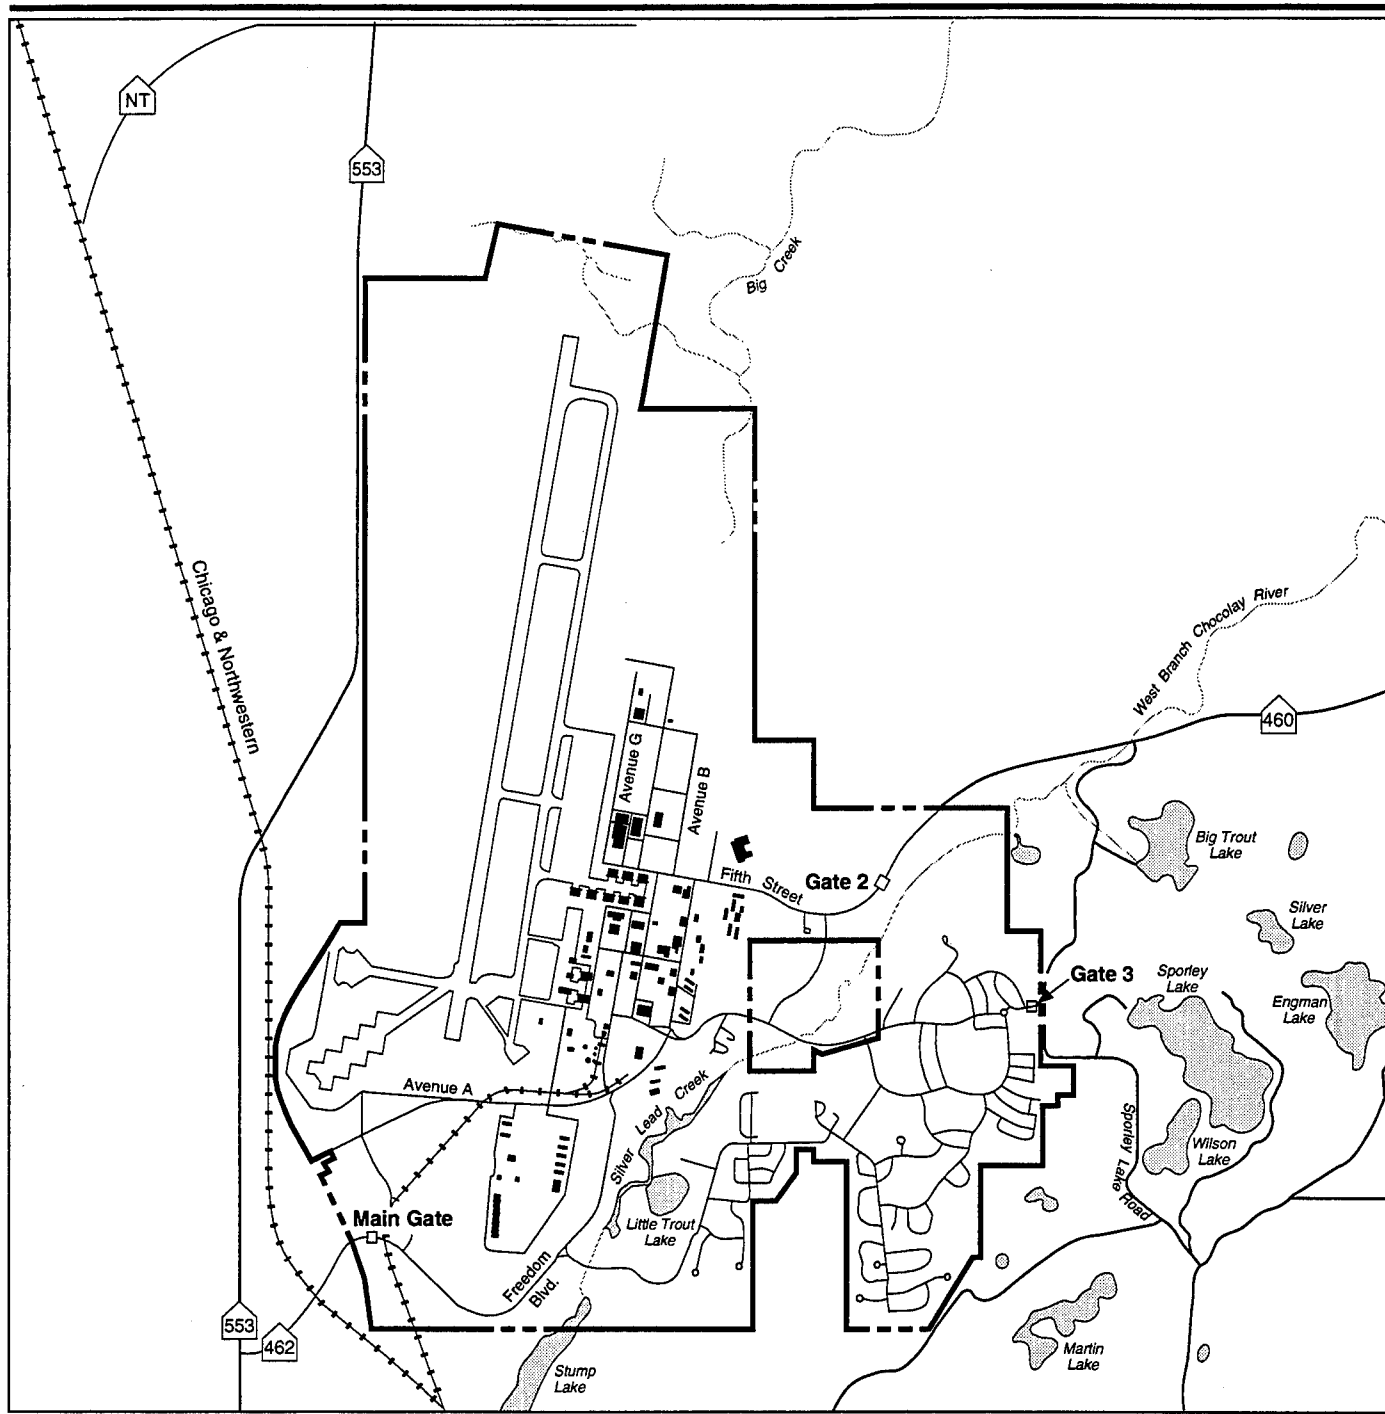 NT
553
Big Creek
Chicago & Northwestern
West Branch Chocolay River
460
Avenue G
Avenue B
Big Trout
Lake
Fifth Street
Gate 2
Silver
Lake
Gate 3
Sporley
Lake
Engman
Lake
Avenue A
Silver Lead Creek
Sporley Lake Road
Wilson
Lake
Main Gate
Little Trout
Lake
Freedom
Blvd.
553
462
Martin
Lake
Stump
Lake